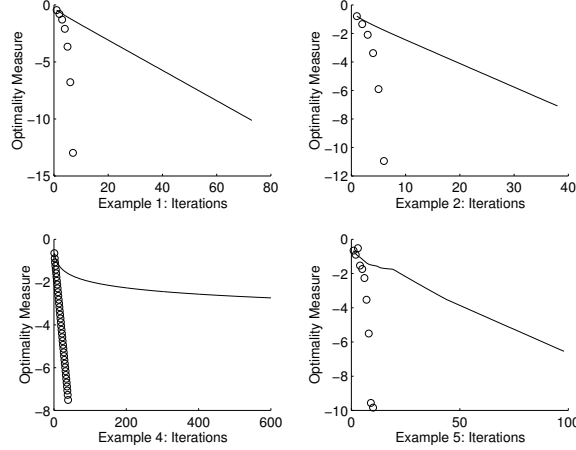 0
−5
−10
−15
Optimality Measure
0 20 40 60 80
Example 1: Iterations
0
−2
−4
−6
−8
−10
−12
Optimality Measure
0 10 20 30 40
Example 2: Iterations
0
−2
−4
−6
−8
Optimality Measure
0 200 400 600
Example 4: Iterations
0
−2
−4
−6
−8
−10
Optimality Measure
0 50 100
Example 5: Iterations